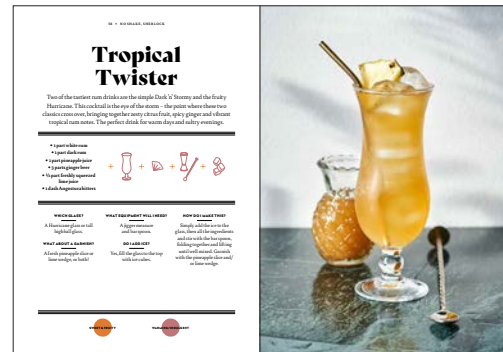 58 • NO SHAKE, SHERLOCK
Tropical
Twister
Two of the tastiest rum drinks are the simple Dark 'n' Stormy and the fruity
Hurricane. This cocktail is the eye of the storm – the point where these two
classics cross over, bringing together zesty citrus fruit, spicy ginger and vibrant
tropical rum notes. The perfect drink for warm days and sultry evenings.
• 1 part white rum
• 1 part dark rum
• 1 part pineapple juice
• 3 parts ginger beer
• ½ part freshly squeezed
lime juice
• 1 dash Angostura bitters
WHICH GLASS?
A Hurricane glass or tall
highball glass.
WHAT ABOUT A GARNISH?
A fresh pineapple slice or
lime wedge, or both!
WHAT EQUIPMENT WILL I NEED?
A jigger measure
and bar spoon.
DO I ADD ICE?
Yes, fill the glass to the top
with ice cubes.
HOW DO I MAKE THIS?
Simply add the ice to the
glass, then all the ingredients
and stir with the bar spoon,
folding together and lifting
until well mixed. Garnish
with the pineapple slice and/
or lime wedge.
FRUITY